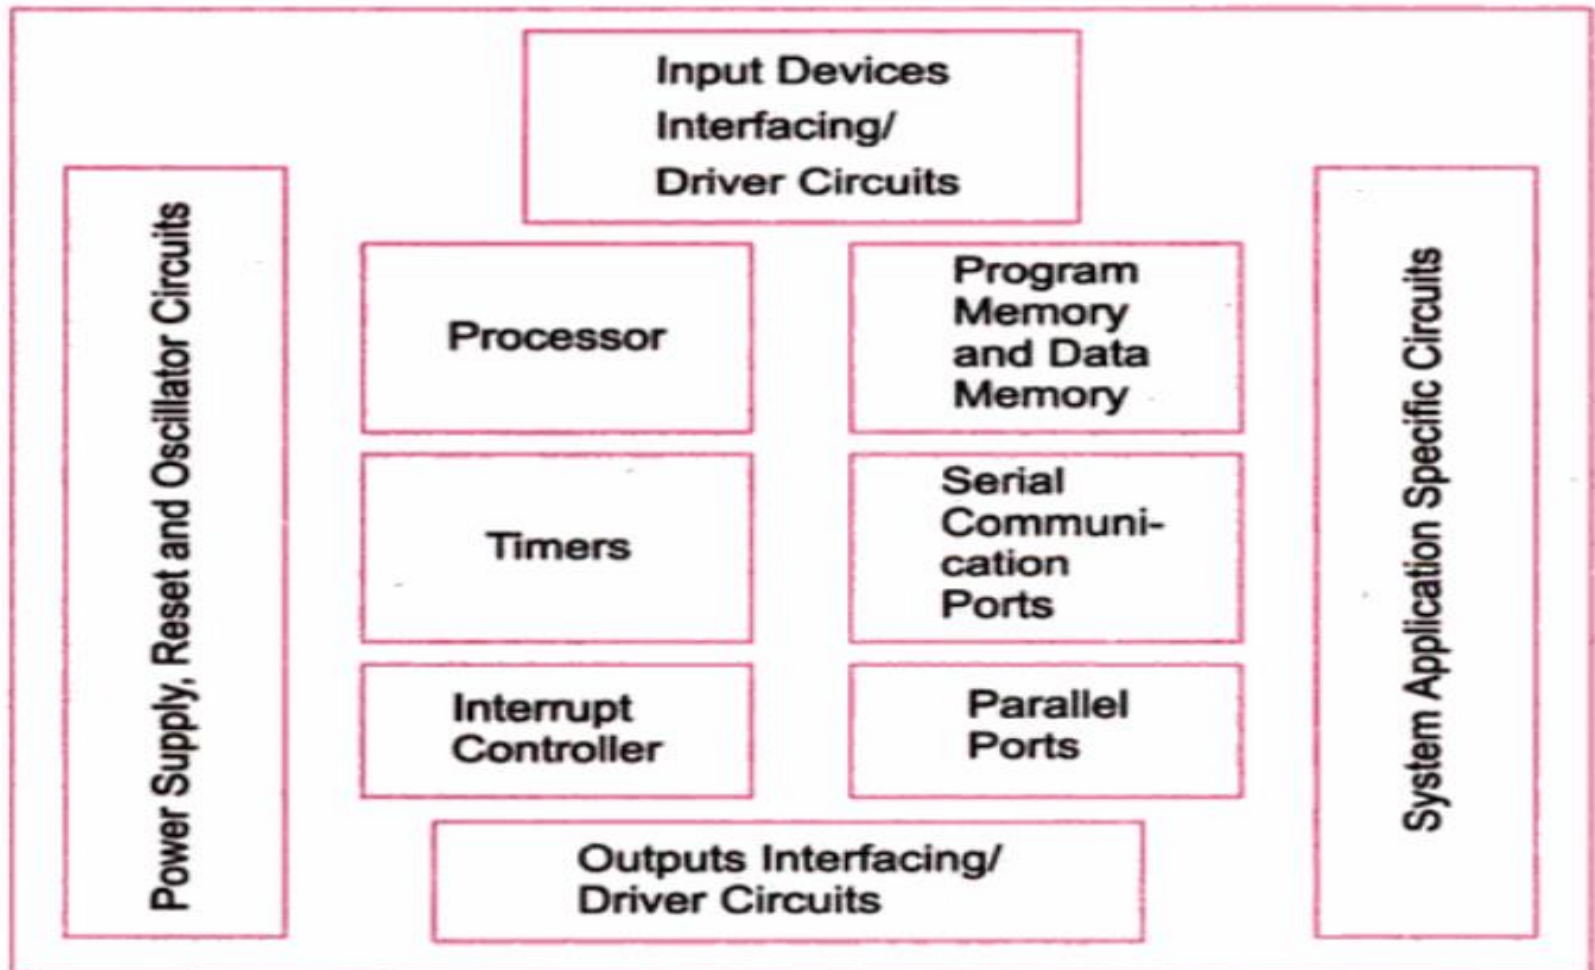 Input Devices
Interfacing/
Driver Circuits
Power Supply, Reset and Oscillator Circuits
Processor
Program
Memory
and Data
Memory
System Application Specific Circuits
Timers
Serial
Communi-
cation
Ports
Interrupt
Controller
Parallel
Ports
Outputs Interfacing/
Driver Circuits